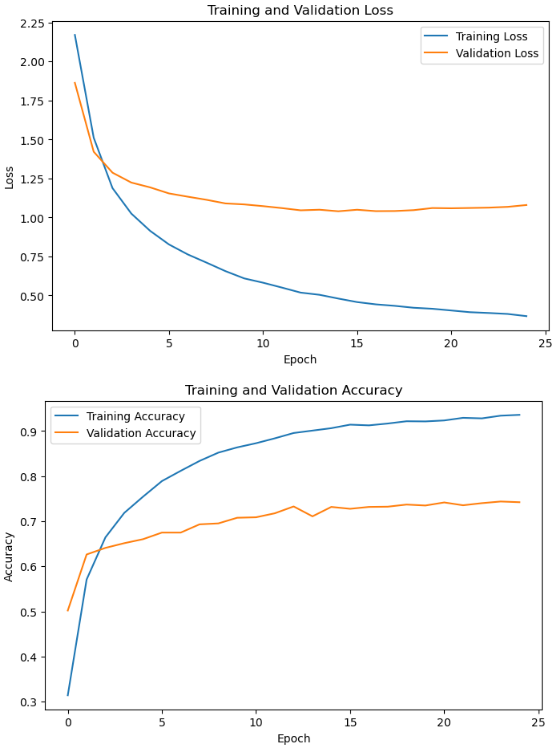 Training and Validation Loss
2.25
2.00
1.75
1.50
1.25
1.00
0.75
0.50
Loss
Training Loss
Validation Loss
0
5
10
15
20
25
Epoch
Training and Validation Accuracy
0.9
0.8
0.7
0.6
0.5
0.4
0.3
Accuracy
Training Accuracy
Validation Accuracy
0
5
10
15
20
25
Epoch